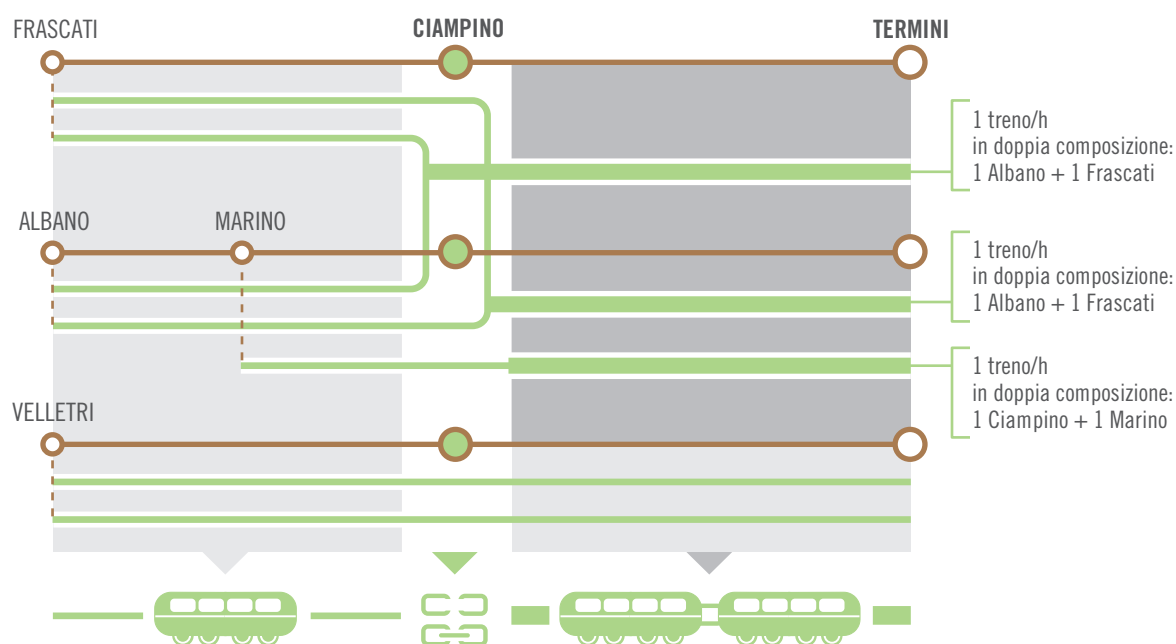 FRASCATI
CIAMPINO
TERMINI
1 treno/h
in doppia composizione:
1 Albano + 1 Frascati
ALBANO
MARINO
1 treno/h
in doppia composizione:
1 Albano + 1 Frascati
1 treno/h
in doppia composizione:
1 Ciampino + 1 Marino
VELLETRI